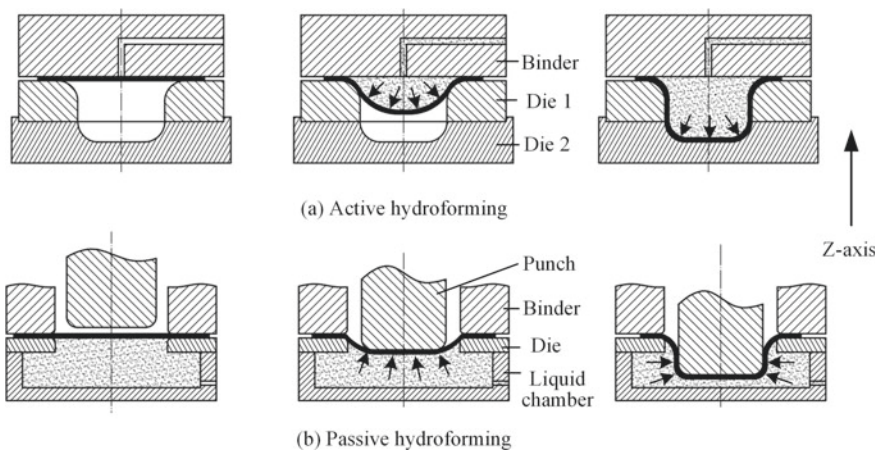 Binder
Die 1
Die 2
(a) Active hydroforming
Z-axis
Punch
Binder
Die
Liquid
chamber
(b) Passive hydroforming